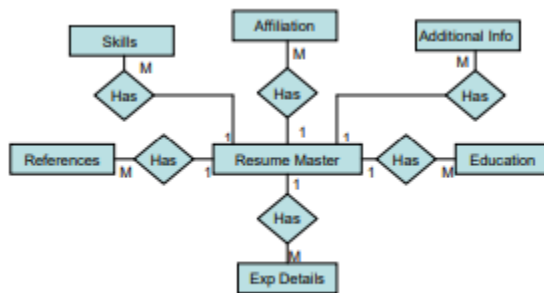 Skills
Affiliation
Additional Info
M
M
M
Has
Has
Has
1
1
1
References
M
Has
1
Resume Master
1
Has
M
Education
1
Has
M
Exp Details